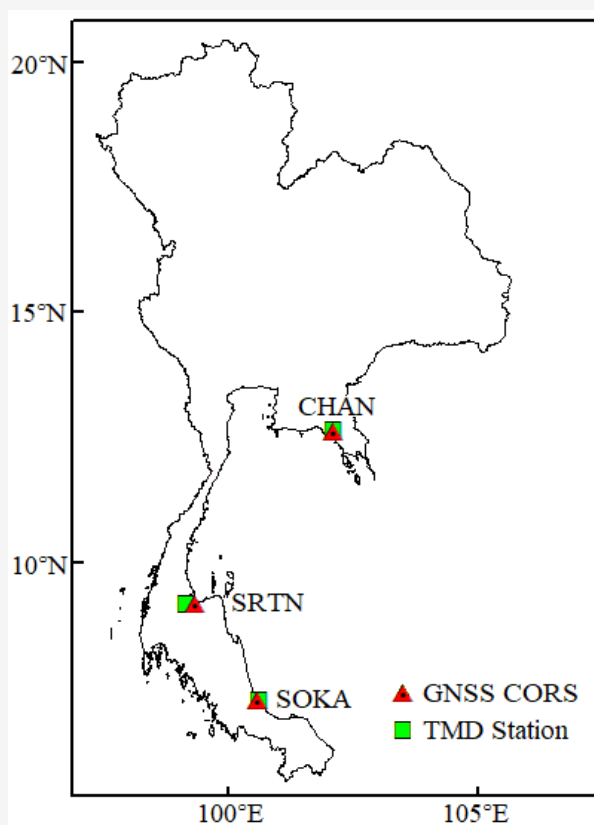 20°N
15°N
CHAN
10°N
SRTN
SOKA
GNSS CORS
TMD Station
100°E
105°E